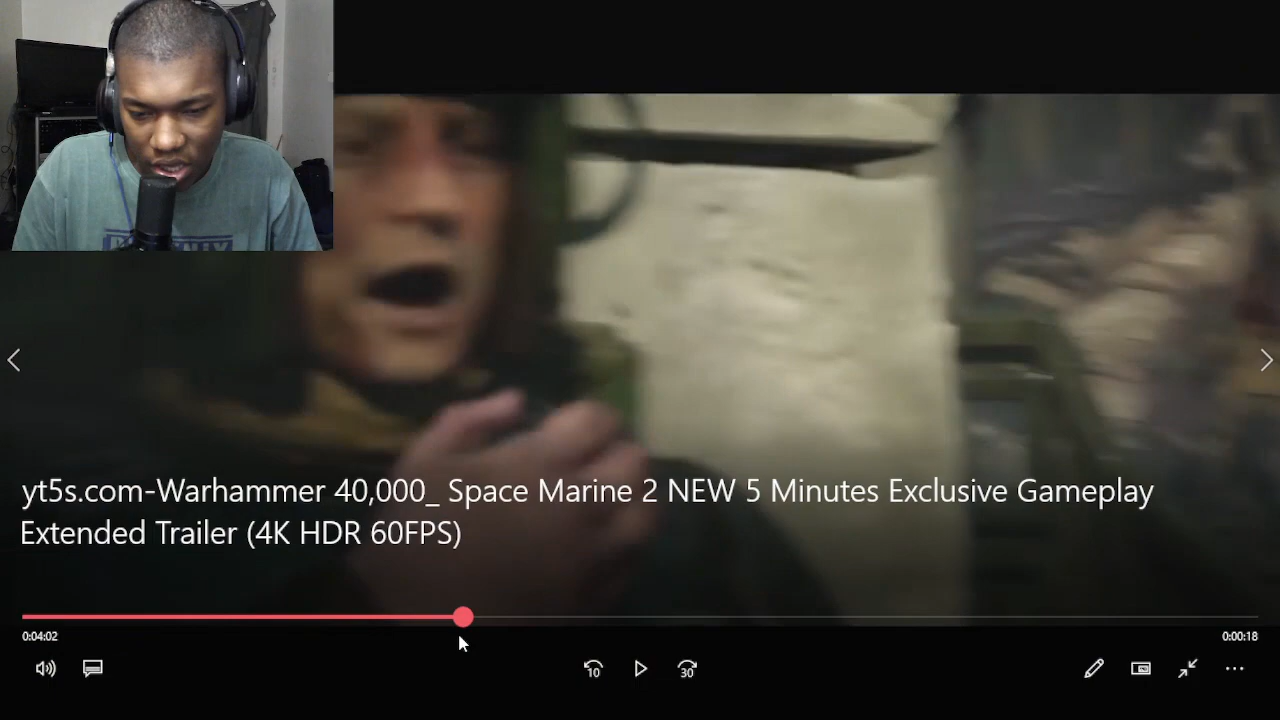 yt5s.com-Warhammer 40,000_ Space Marine 2 NEW 5 Minutes Exclusive Gameplay
Extended Trailer (4K HDR 60FPS)
0:04:02
0:00:18
10
30